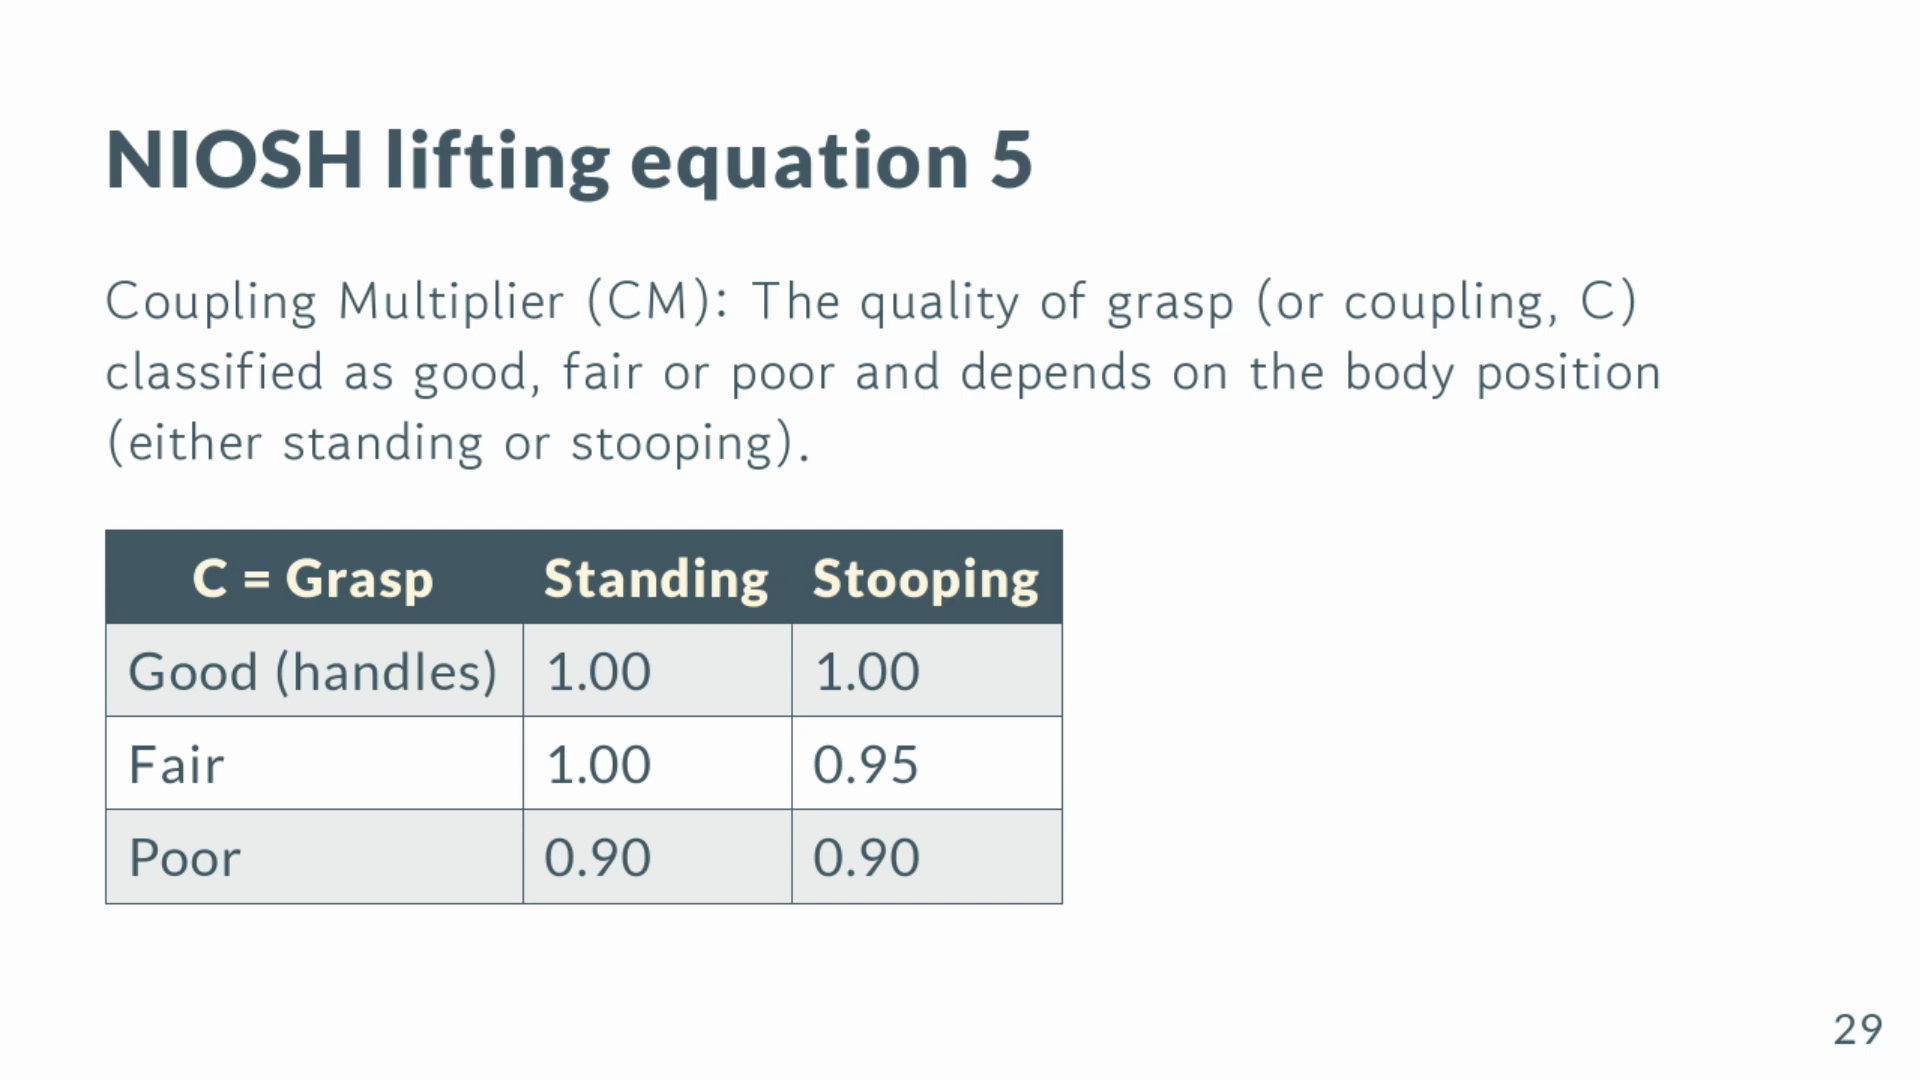 NIOSH lifting equation 5
Coupling Multiplier (CM): The quality of grasp (or coupling, C)
classified as good, fair or poor and depends on the body position
(either standing or stooping).
C = Grasp Standing Stooping
Good (handles) 1.00 1.00
Fair 1.00 0.95
Poor 0.90 0.90
29